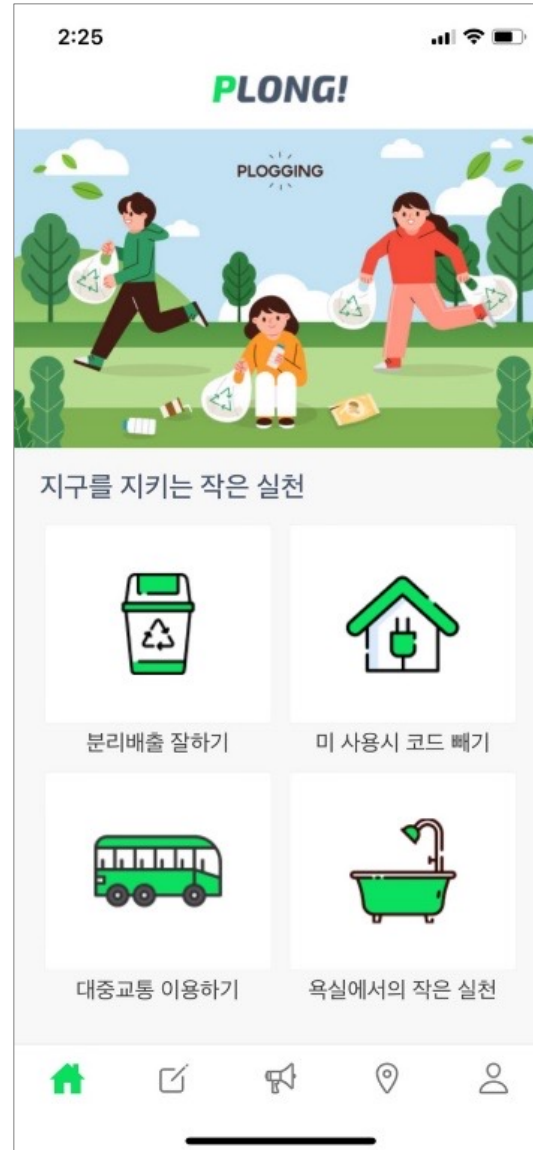 2:25
PLONG!
PLOGGING
지구를 지키는 작은 실천
분리배출 잘하기
미 사용시 코드 빼기
대중교통 이용하기
욕실에서의 작은 실천